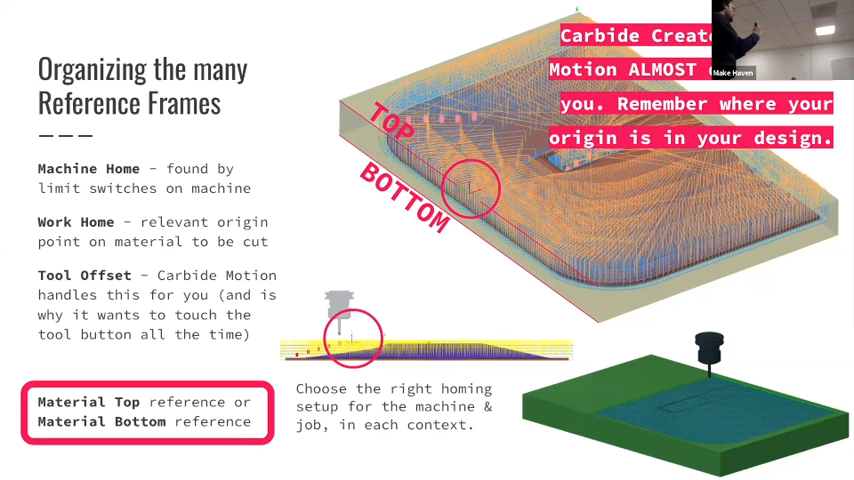 Organizing the many
Reference Frames
Machine Home – found by
limit switches on machine
Work Home – relevant origin
point on material to be cut
Tool Offset – Carbide Motion
handles this for you (and is
why it wants to touch the
tool button all the time)
Material Top reference or
Material Bottom reference
TOP
BOTTOM
Carbide Create
Motion ALMOST
you. Remember where your
origin is in your design.
Make Haven
Choose the right homing
setup for the machine &
job, in each context.